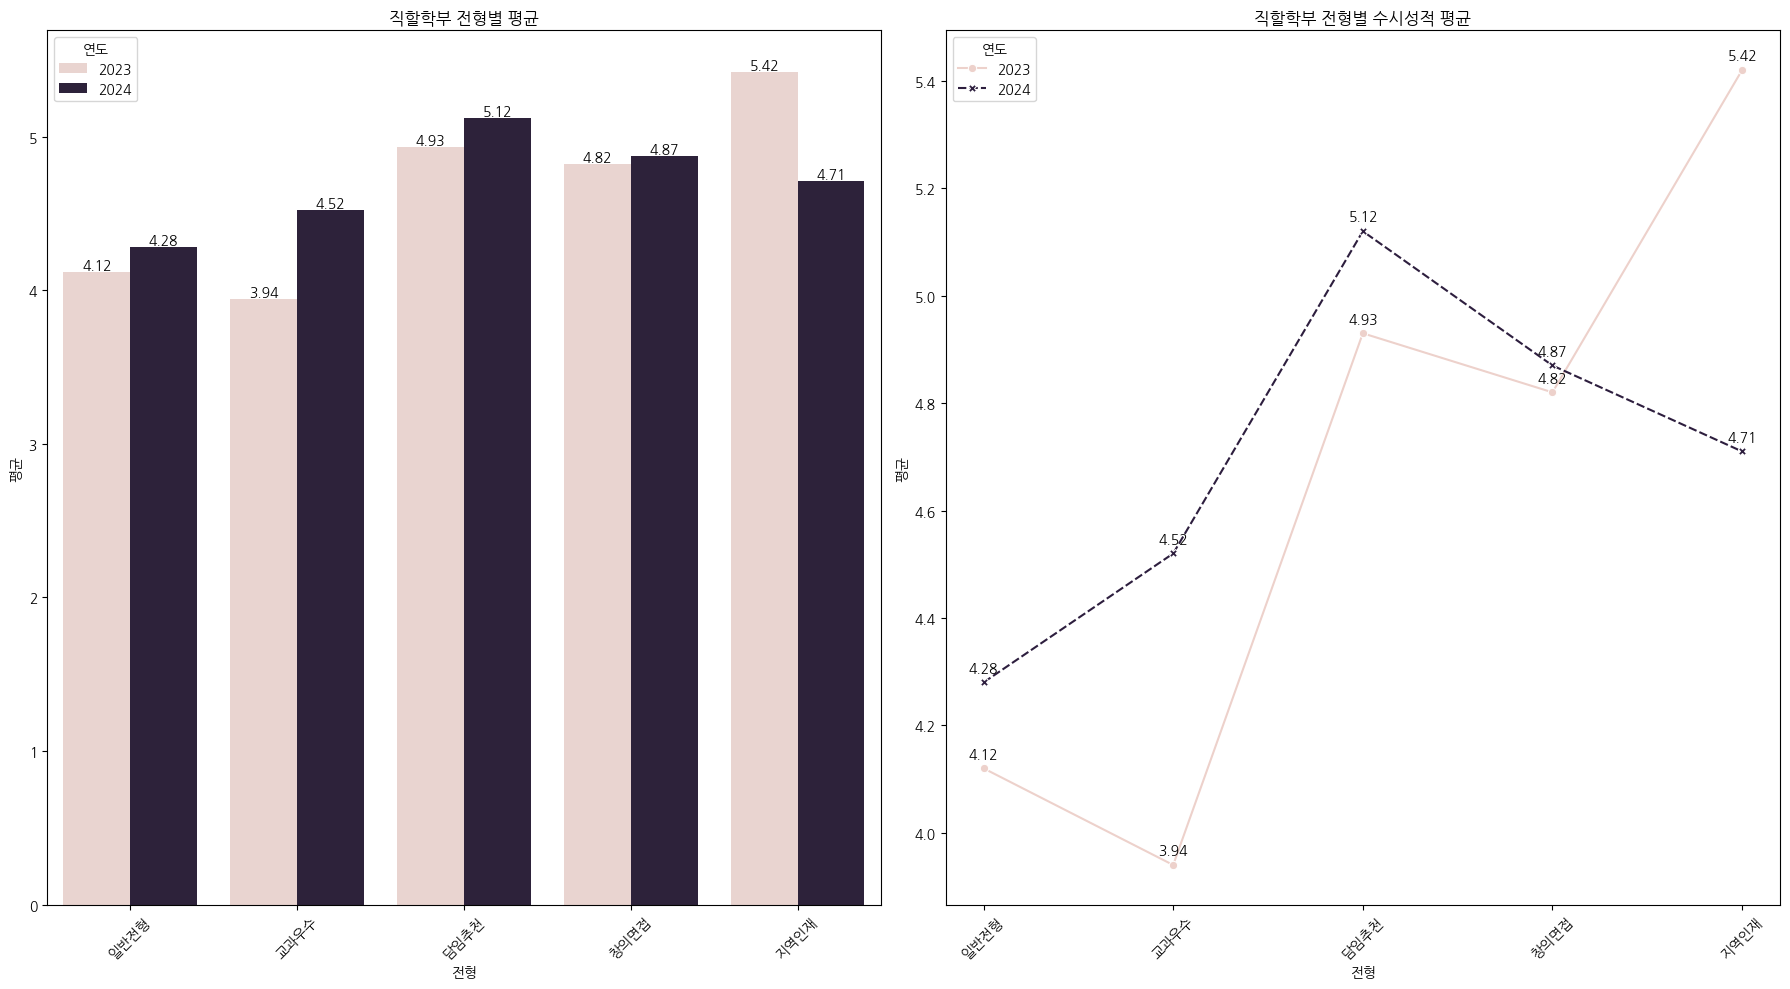 직할학부 전형별 평균
연도
2023
2024
5
4
3
2
1
0
평균
4.12
4.28
3.94
4.52
4.93
5.12
4.82
4.87
5.42
4.71
일반전형
교과우수
담임추천
창의면접
지역인재
전형
직할학부 전형별 수시성적 평균
연도
2023
2024
5.4
5.2
5.0
4.8
4.6
4.4
4.2
4.0
평균
4.12
4.28
3.94
4.52
4.93
5.12
4.82
4.87
5.42
4.71
일반전형
교과우수
담임추천
창의면접
지역인재
전형